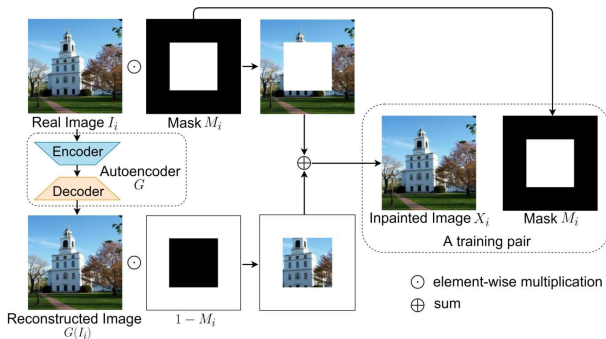 Real Image $I_i$
Mask $M_i$
Encoder
Autoencoder
$G$
Decoder
Inpainted Image $X_i$
Mask $M_i$
A training pair
Reconstructed Image
$G(I_i)$
$1 - M_i$
⊙ element-wise multiplication
⊕ sum